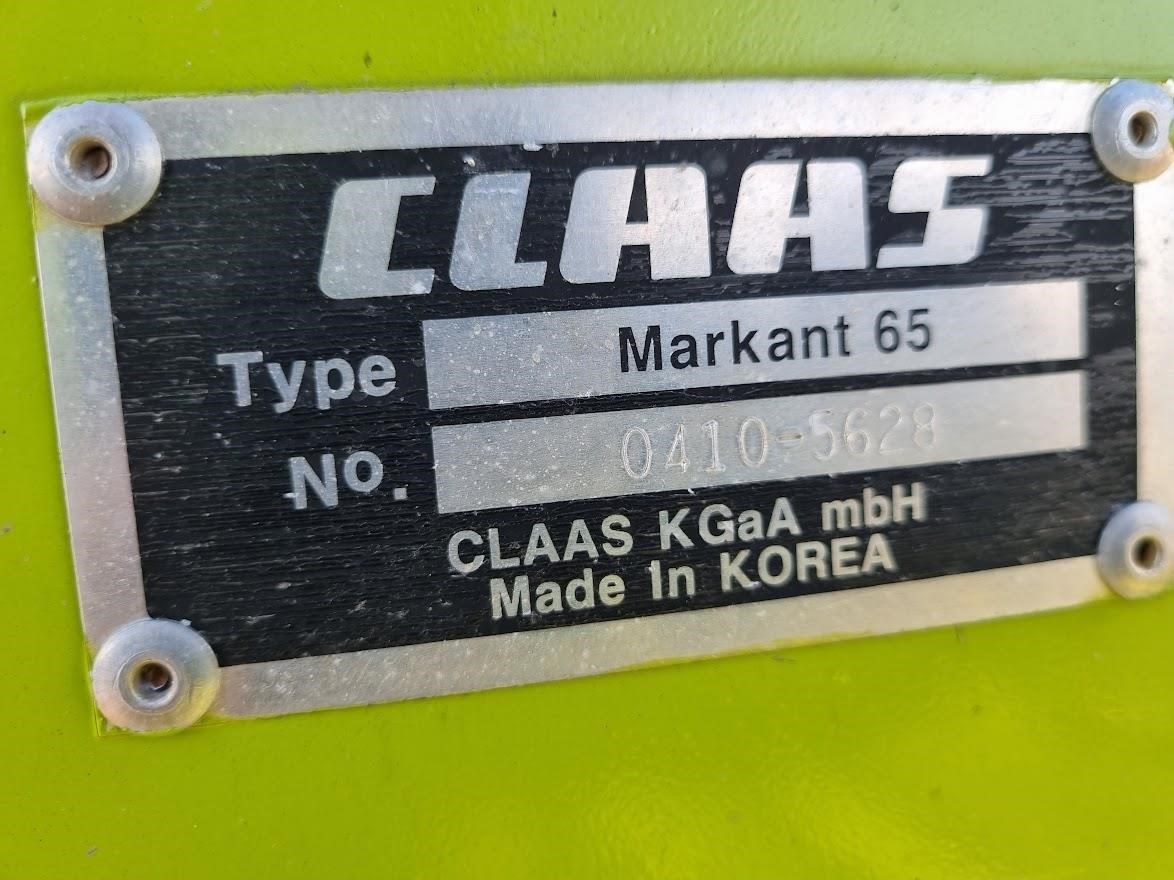 CLAAS
Type Markant 65
No. 0410-5628
CLAAS KGaA mbH
Made In KOREA